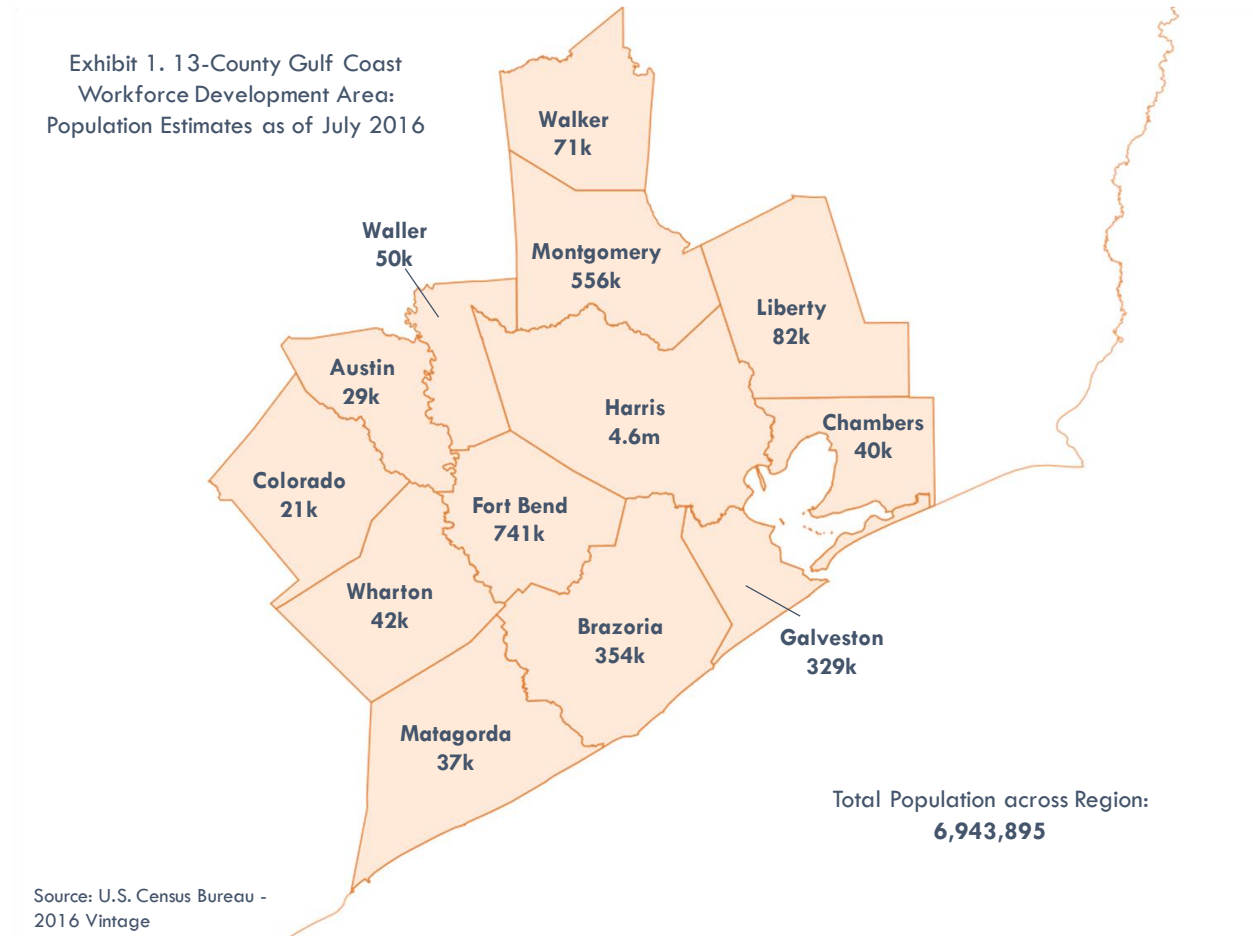 Exhibit 1. 13-County Gulf Coast
Workforce Development Area:
Population Estimates as of July 2016
Walker
71k
Waller
50k
Montgomery
556k
Liberty
82k
Austin
29k
Harris
4.6m
Chambers
40k
Colorado
21k
Fort Bend
741k
Wharton
42k
Brazoria
354k
Galveston
329k
Matagorda
37k
Total Population across Region:
6,943,895
Source: U.S. Census Bureau -
2016 Vintage